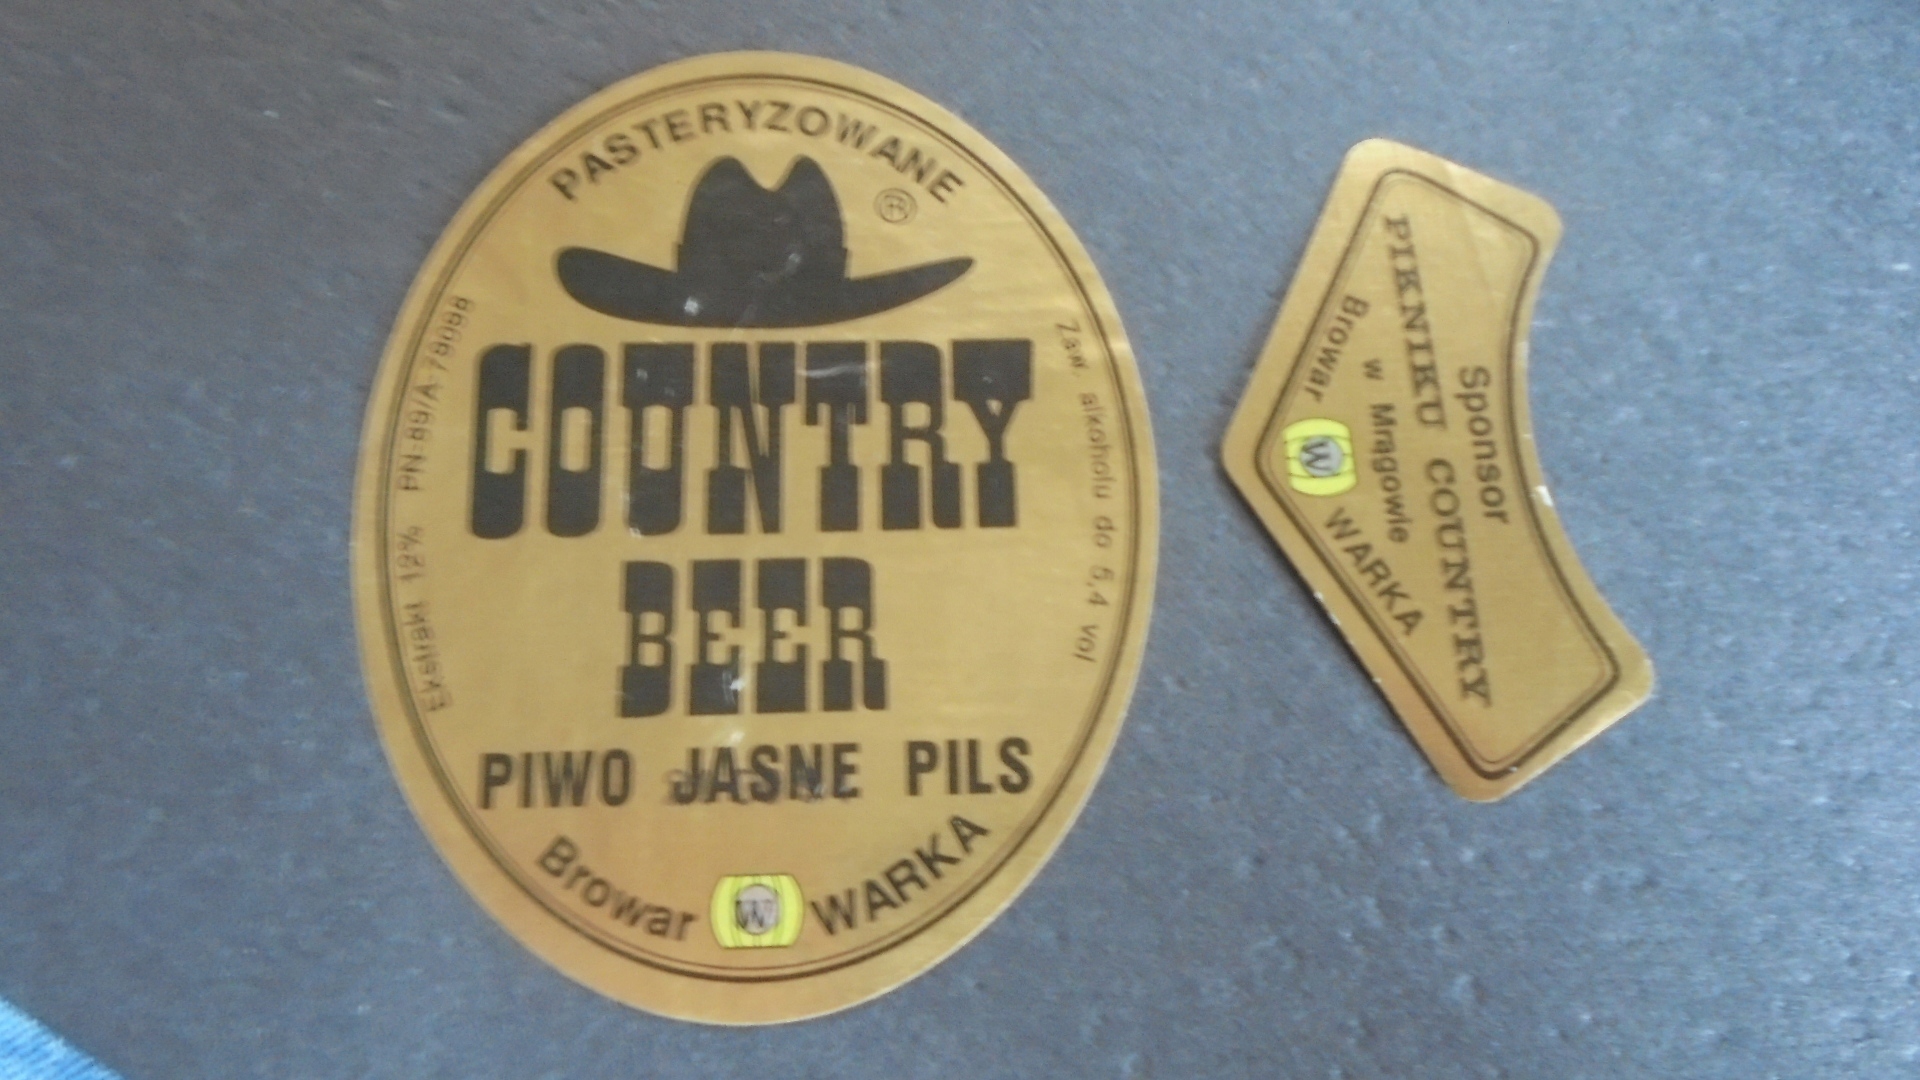 PASTERYZOWANE
®
COUNTRY
BEER
PIWO JASNE PILS
Browar W WARKA
Ekstrakt 12% PN-89/A-79098
Zaw. alkoholu do 5,4 vol
Sponsor
PIKNIKU COUNTRY
w Mrągowie
Browar W WARKA